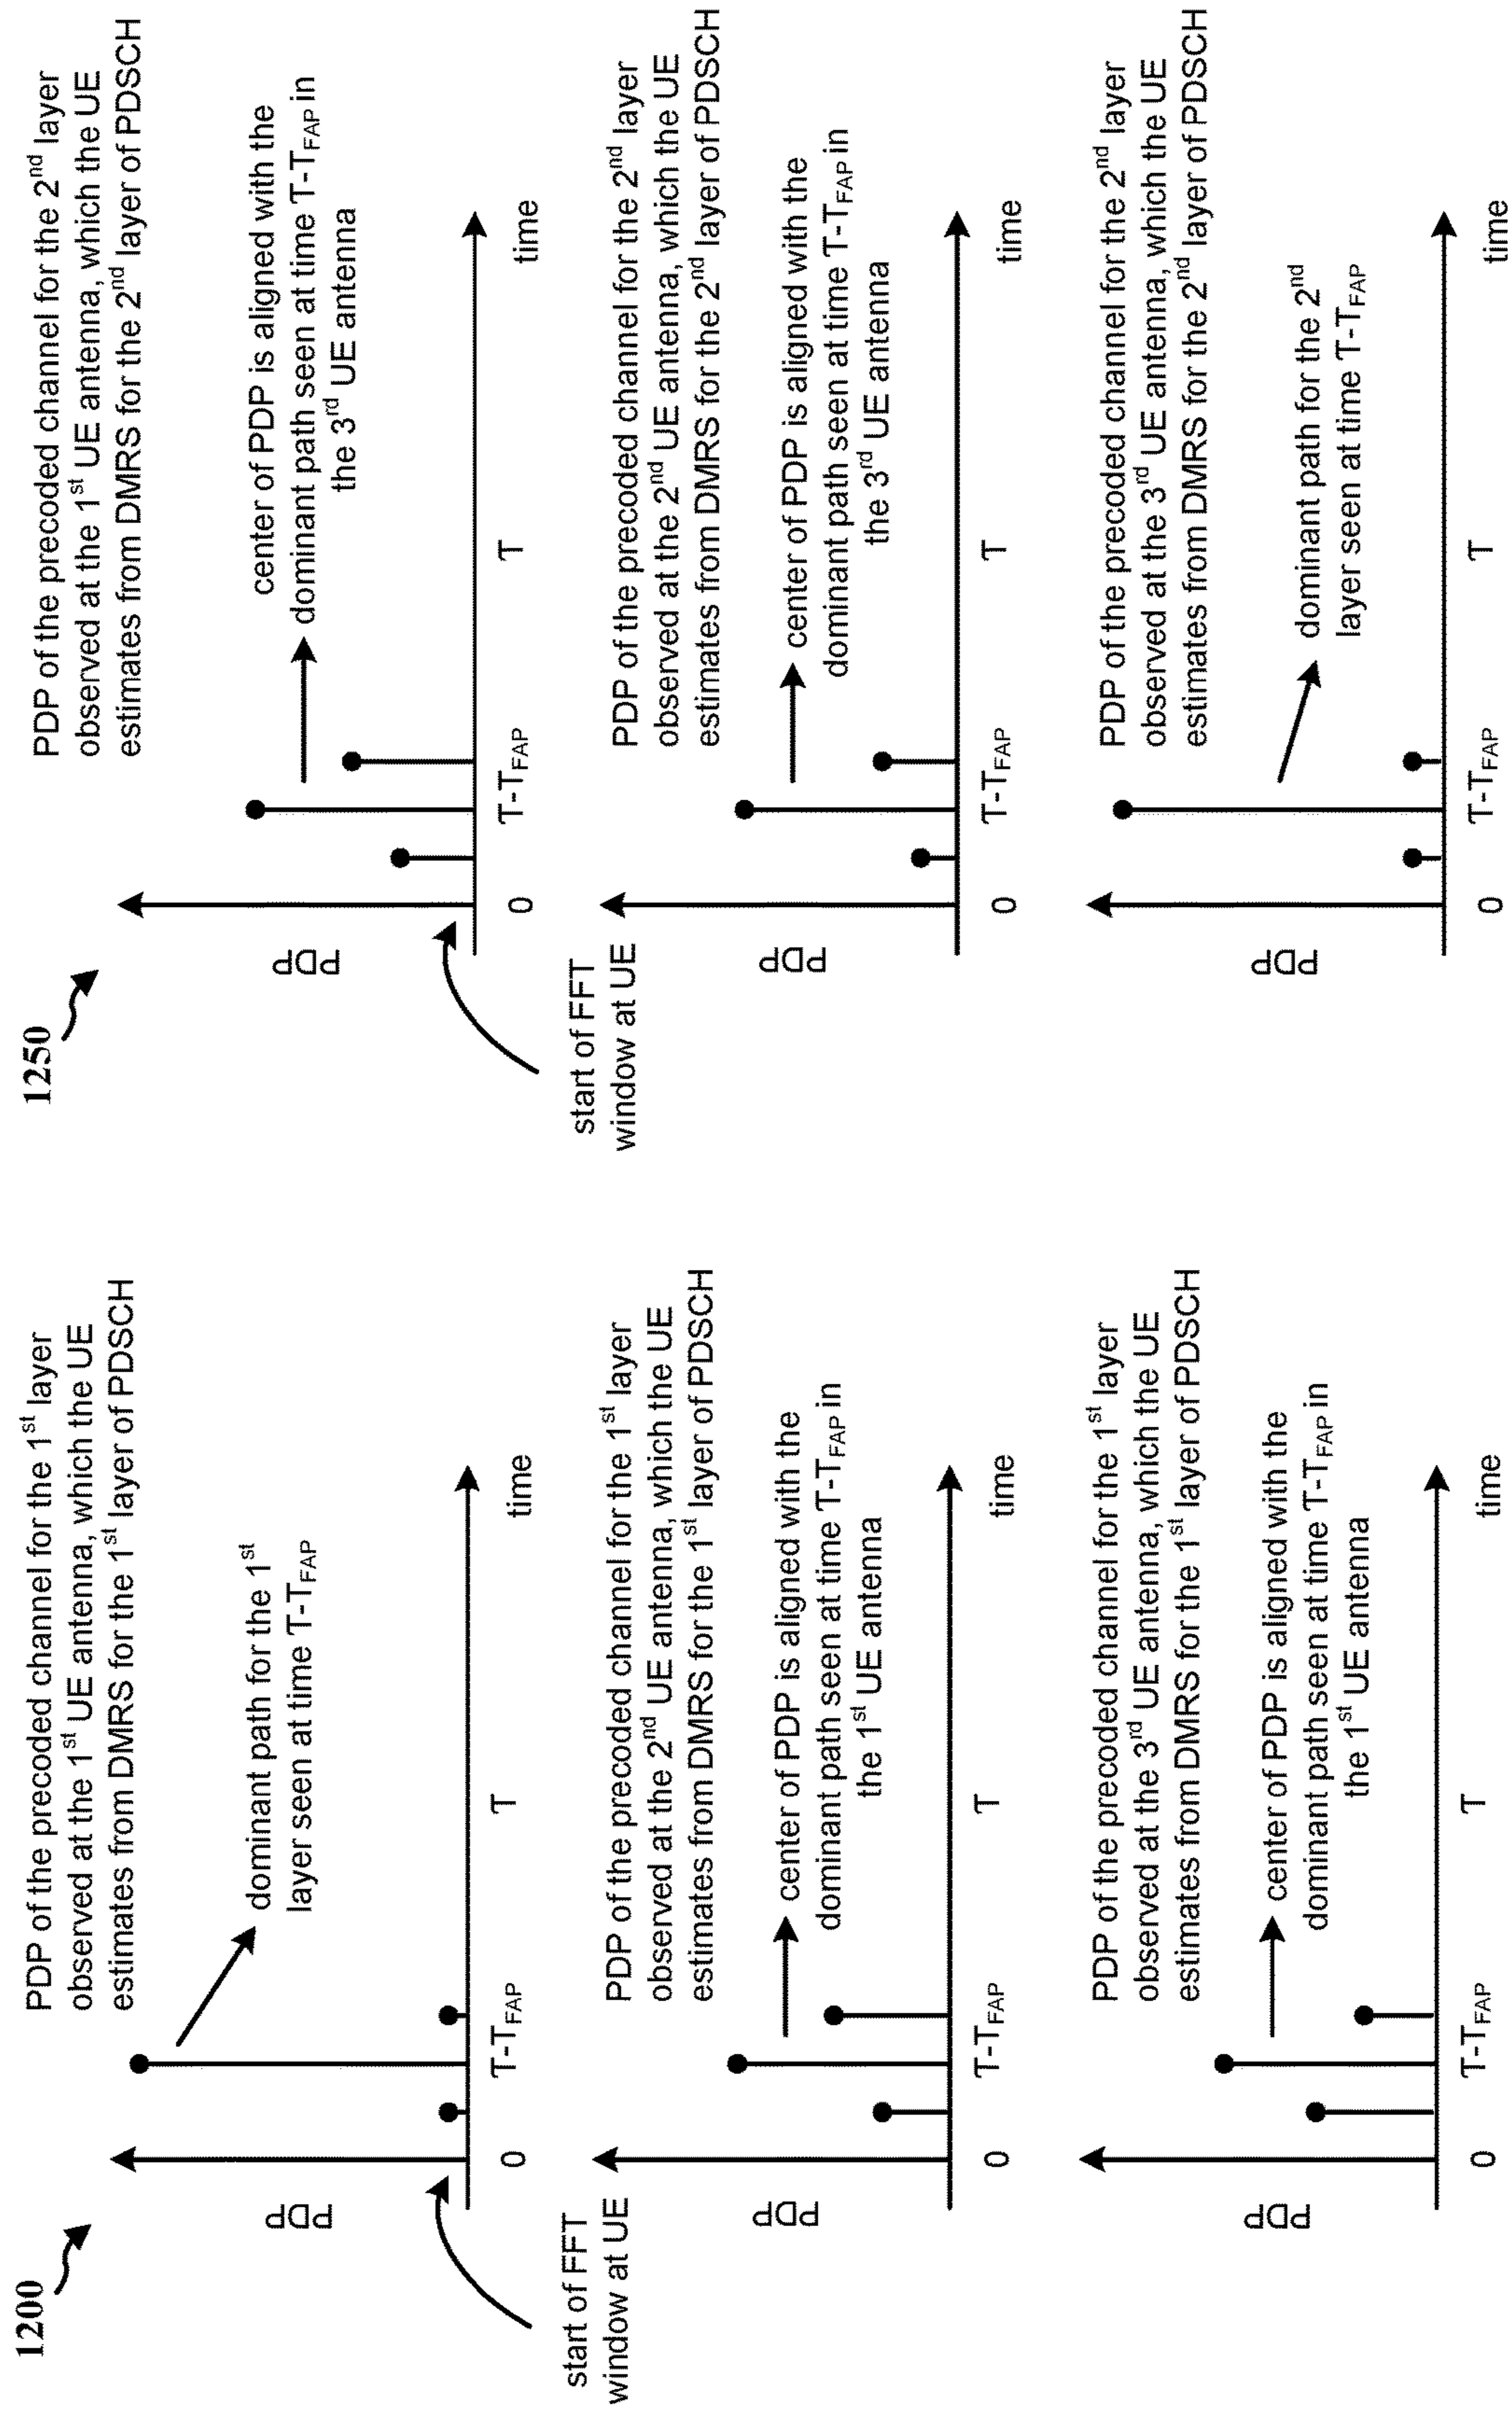 1200
PDP of the precoded channel for the 1st layer
observed at the 1st UE antenna, which the UE
estimates from DMRS for the 1st layer of PDSCH
PDP
dominant path for the 1st
layer seen at time T-TFAP
0
T-TFAP
T
time
start of FFT
window at UE
PDP of the precoded channel for the 1st layer
observed at the 2nd UE antenna, which the UE
estimates from DMRS for the 1st layer of PDSCH
PDP
center of PDP is aligned with the
dominant path seen at time T-TFAP in
the 1st UE antenna
0
T-TFAP
T
time
PDP of the precoded channel for the 1st layer
observed at the 3rd UE antenna, which the UE
estimates from DMRS for the 1st layer of PDSCH
PDP
center of PDP is aligned with the
dominant path seen at time T-TFAP in
the 1st UE antenna
0
T-TFAP
T
time
1250
PDP of the precoded channel for the 2nd layer
observed at the 1st UE antenna, which the UE
estimates from DMRS for the 2nd layer of PDSCH
PDP
center of PDP is aligned with the
dominant path seen at time T-TFAP in
the 3rd UE antenna
0
T-TFAP
T
time
start of FFT
window at UE
PDP of the precoded channel for the 2nd layer
observed at the 2nd UE antenna, which the UE
estimates from DMRS for the 2nd layer of PDSCH
PDP
center of PDP is aligned with the
dominant path seen at time T-TFAP in
the 3rd UE antenna
0
T-TFAP
T
time
PDP of the precoded channel for the 2nd layer
observed at the 3rd UE antenna, which the UE
estimates from DMRS for the 2nd layer of PDSCH
PDP
dominant path for the 2nd
layer seen at time T-TFAP
0
T-TFAP
T
time